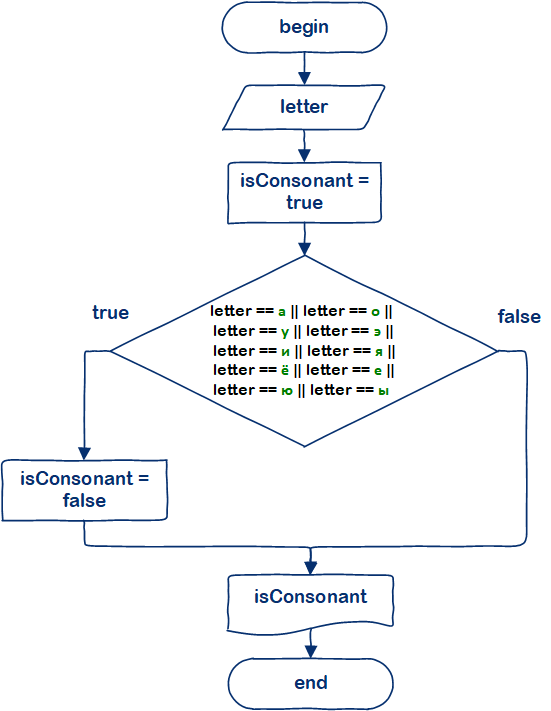 begin
letter
isConsonant =
true
true
false
letter == а || letter == о ||
letter == у || letter == э ||
letter == и || letter == я ||
letter == ё || letter == е ||
letter == ю || letter == ы
isConsonant =
false
isConsonant
end